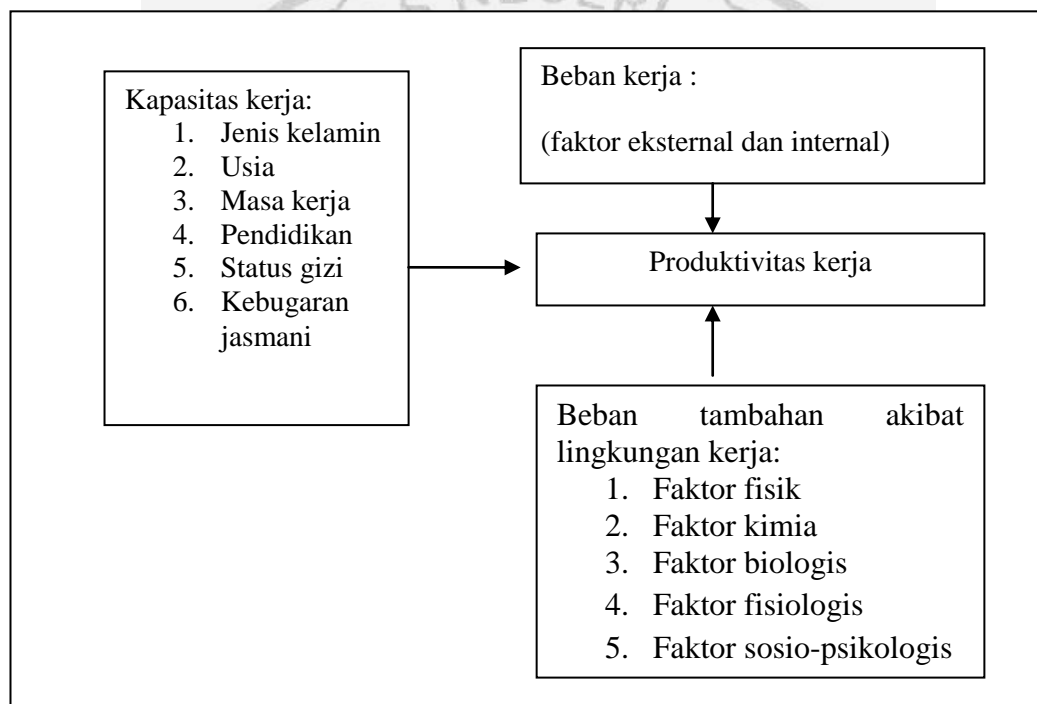 Kapasitas kerja:
1. Jenis kelamin
2. Usia
3. Masa kerja
4. Pendidikan
5. Status gizi
6. Kebugaran
jasmani
Beban kerja :
(faktor eksternal dan internal)
Produktivitas kerja
Beban tambahan akibat
lingkungan kerja:
1. Faktor fisik
2. Faktor kimia
3. Faktor biologis
4. Faktor fisiologis
5. Faktor sosio-psikologis